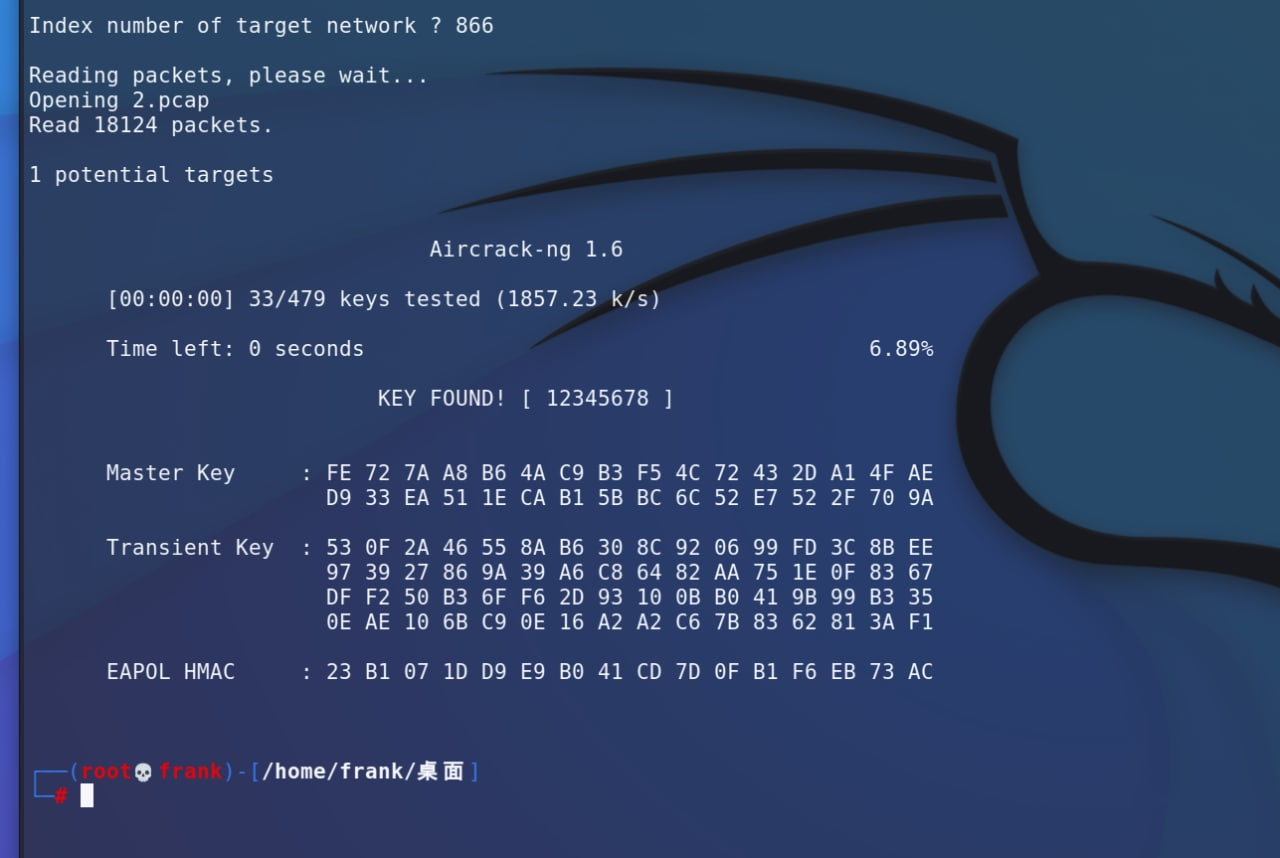 Index number of target network ? 866
Reading packets, please wait...
Opening 2.pcap
Read 18124 packets.
1 potential targets
Aircrack-ng 1.6
[00:00:00] 33/479 keys tested (1857.23 k/s)
Time left: 0 seconds 6.89%
KEY FOUND! [ 12345678 ]
Master Key : FE 72 7A A8 B6 4A C9 B3 F5 4C 72 43 2D A1 4F AE
D9 33 EA 51 1E CA B1 5B BC 6C 52 E7 52 2F 70 9A
Transient Key : 53 0F 2A 46 55 8A B6 30 8C 92 06 99 FD 3C 8B EE
97 39 27 86 9A 39 A6 C8 64 82 AA 75 1E 0F 83 67
DF F2 50 B3 6F F6 2D 93 10 0B B0 41 9B 99 B3 35
0E AE 10 6B C9 0E 16 A2 A2 C6 7B 83 62 81 3A F1
EAPOL HMAC : 23 B1 07 1D D9 E9 B0 41 CD 7D 0F B1 F6 EB 73 AC
┌──(root💀frank)-[/home/frank/桌面]
└─#